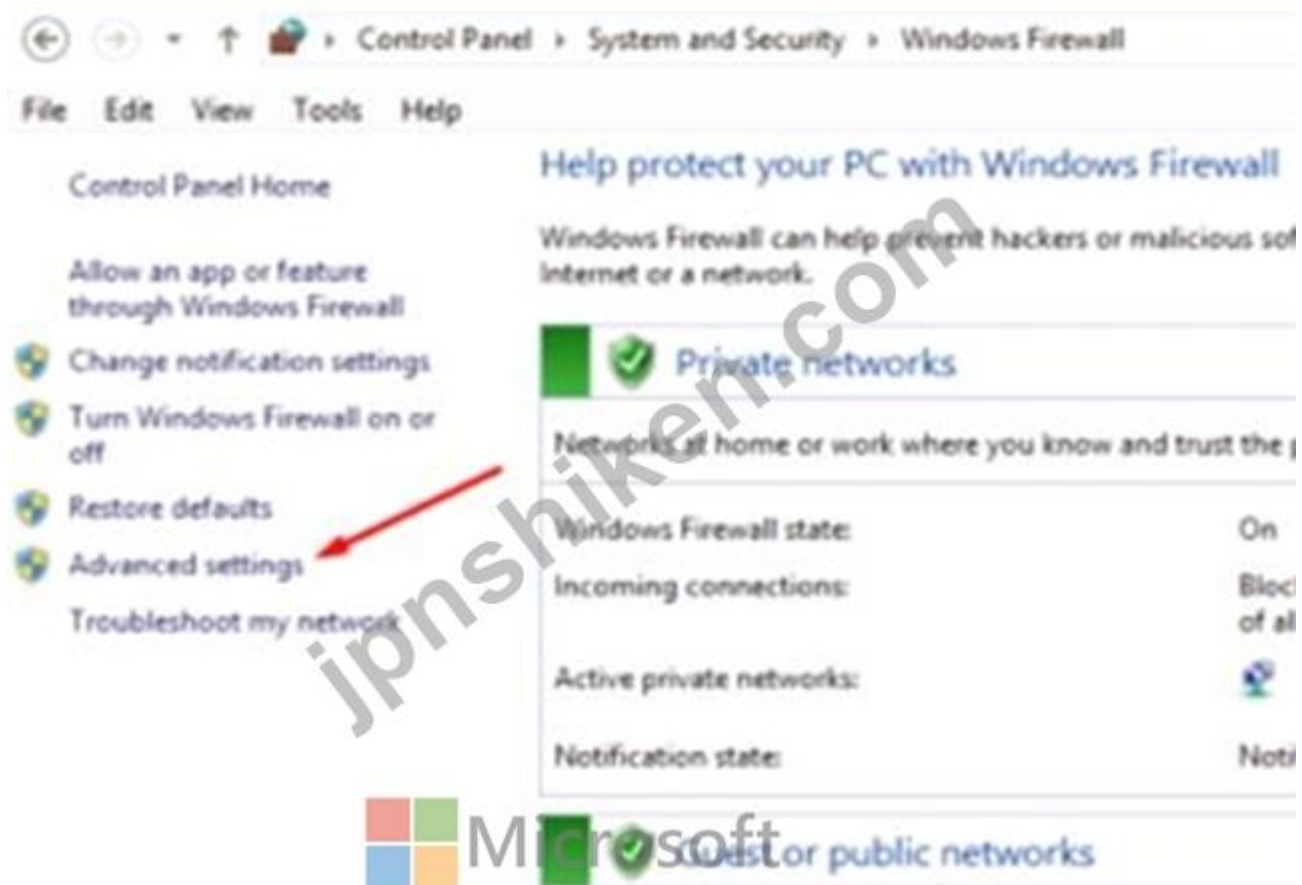 Control Panel System and Security Windows Firewall
File Edit View Tools Help
Control Panel Home
Allow an app or feature
through Windows Firewall
Change notification settings
Turn Windows Firewall on or
off
Restore defaults
Advanced settings
Troubleshoot my network
Help protect your PC with Windows Firewall
Windows Firewall can help prevent hackers or malicious sof
Internet or a network.
Private networks
Networks at home or work where you know and trust the p
Windows Firewall state: On
Incoming connections: Block
of all
Active private networks:
Notification state: Notif
Guest or public networks
jpnshiken.com
Microsoft